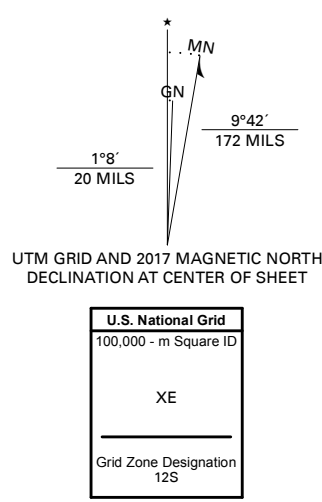 MN
GN
9°42´
172 MILS
1°8´
20 MILS
UTM GRID AND 2017 MAGNETIC NORTH
DECLINATION AT CENTER OF SHEET
U.S. National Grid
100,000 - m Square ID
XE
Grid Zone Designation
12S